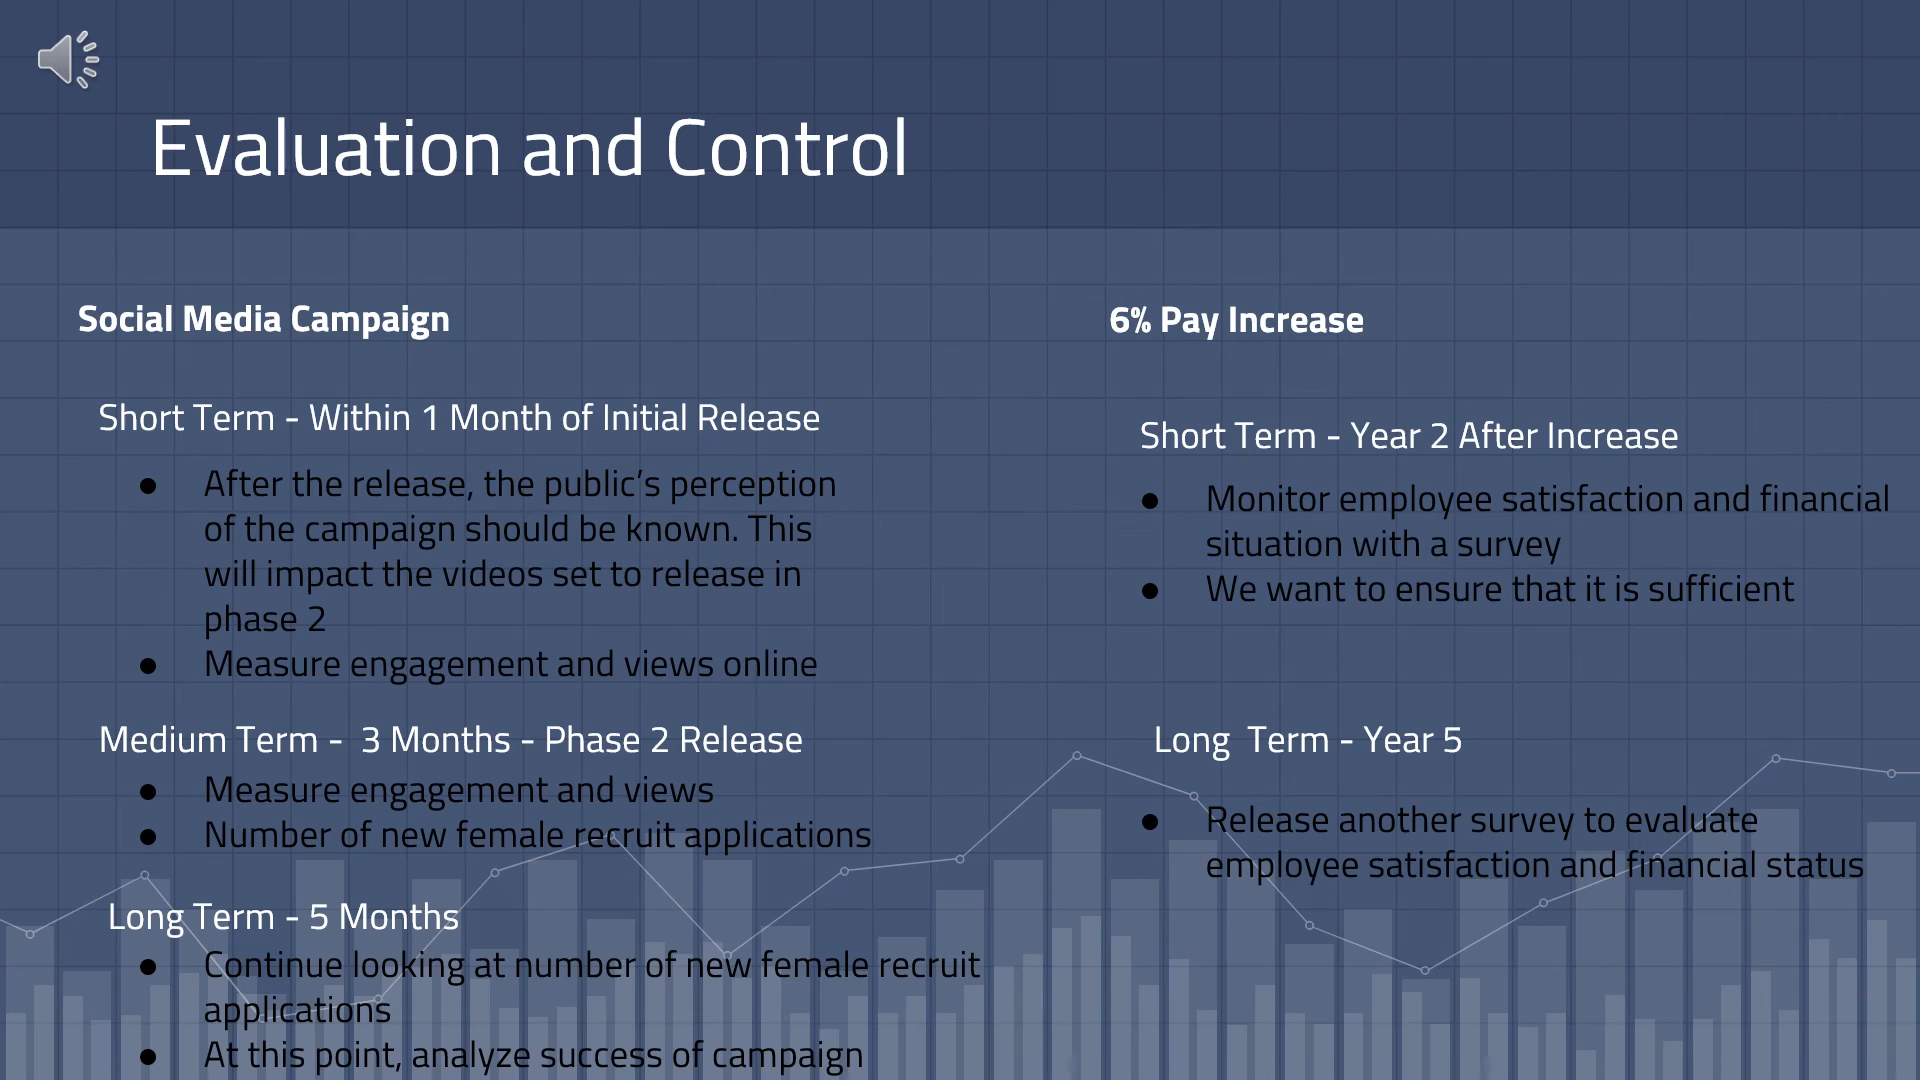 Evaluation and Control
Social Media Campaign
Short Term - Within 1 Month of Initial Release
● After the release, the public’s perception
of the campaign should be known. This
will impact the videos set to release in
phase 2
● Measure engagement and views online
Medium Term -  3 Months - Phase 2 Release
● Measure engagement and views
● Number of new female recruit applications
Long Term - 5 Months
● Continue looking at number of new female recruit
applications
● At this point, analyze success of campaign
6% Pay Increase
Short Term - Year 2 After Increase
● Monitor employee satisfaction and financial
situation with a survey
● We want to ensure that it is sufficient
Long  Term - Year 5
● Release another survey to evaluate
employee satisfaction and financial status